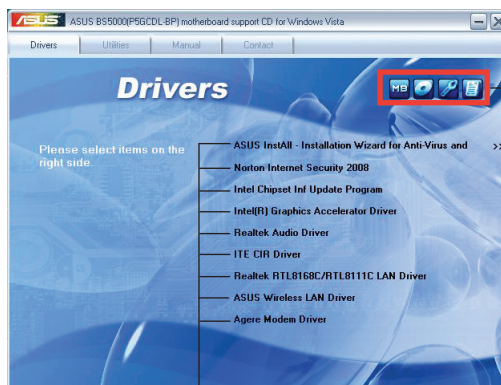 ASUS BS5000(P5GCDL-BP) motherboard support CD for Windows Vista
Drivers Utilities Manual Contact
Drivers
MB
Please select items on the
right side.
ASUS InstAll - Installation Wizard for Anti-Virus and >>
Norton Internet Security 2008
Intel Chipset Inf Update Program
Intel(R) Graphics Accelerator Driver
Realtek Audio Driver
ITE CIR Driver
Realtek RTL8168C/RTL8111C LAN Driver
ASUS Wireless LAN Driver
Agere Modem Driver